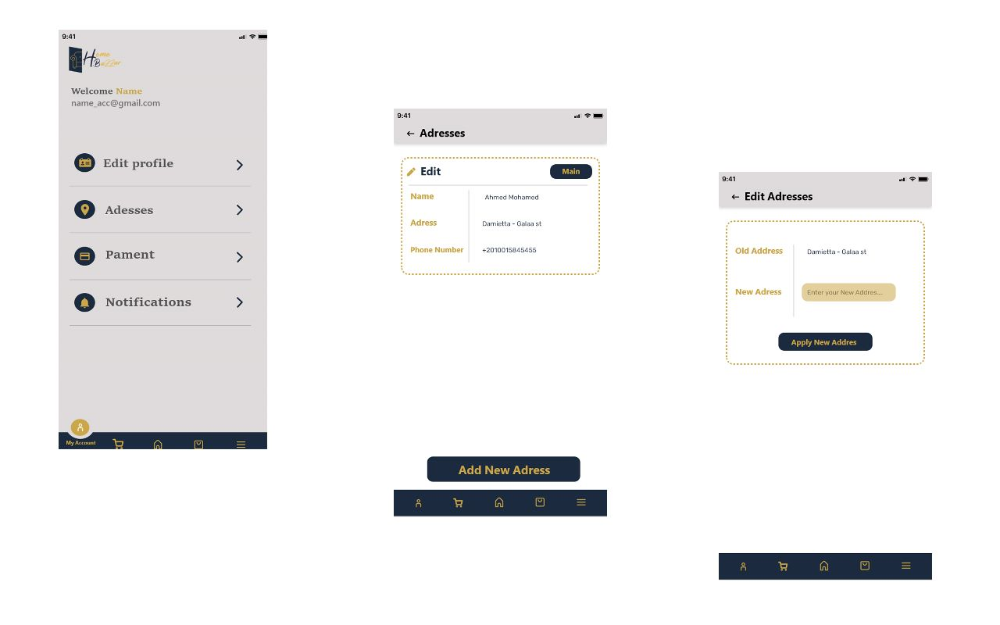 9:41
Home
Bazzar
Welcome Name
name_acc@gmail.com
Edit profile
Adesses
Pament
Notifications
My Account
9:41
Adresses
Edit
Main
Name
Ahmed Mohamed
Adress
Damietta - Galaa st
Phone Number
+2010015845455
Add New Adress
9:41
Edit Adresses
Old Address
Damietta - Galaa st
New Adress
Enter your New Addres....
Apply New Addres